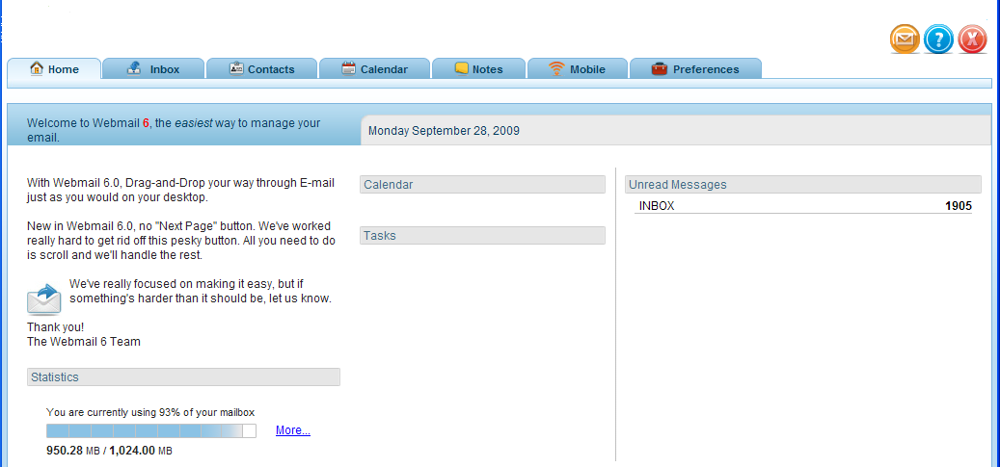 Home
Inbox
Contacts
Calendar
Notes
Mobile
Preferences
Welcome to Webmail 6, the easiest way to manage your
email.
Monday September 28, 2009
With Webmail 6.0, Drag-and-Drop your way through E-mail
just as you would on your desktop.
New in Webmail 6.0, no "Next Page" button. We've worked
really hard to get rid off this pesky button. All you need to do
is scroll and we'll handle the rest.
We've really focused on making it easy, but if
something's harder than it should be, let us know.
Thank you!
The Webmail 6 Team
Statistics
You are currently using 93% of your mailbox
More...
950.28 MB / 1,024.00 MB
Calendar
Tasks
Unread Messages
INBOX 1905